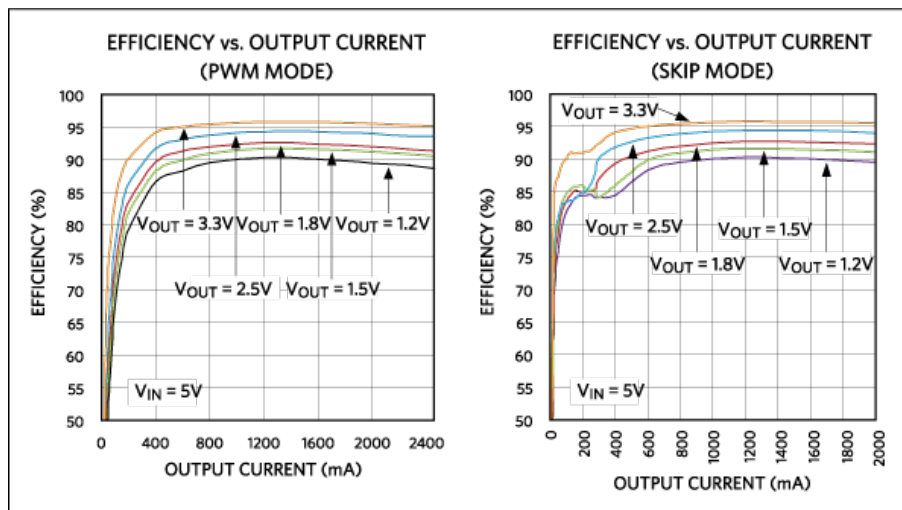 EFFICIENCY vs. OUTPUT CURRENT
(PWM MODE)
EFFICIENCY (%)
100
95
90
85
80
75
70
65
60
55
50
VOUT = 3.3V
VOUT = 1.8V
VOUT = 1.2V
VOUT = 2.5V
VOUT = 1.5V
VIN = 5V
0
400
800
1200
1600
2000
2400
OUTPUT CURRENT (mA)
EFFICIENCY vs. OUTPUT CURRENT
(SKIP MODE)
EFFICIENCY (%)
100
95
90
85
80
75
70
65
60
55
50
VOUT = 3.3V
VOUT = 2.5V
VOUT = 1.5V
VOUT = 1.8V
VOUT = 1.2V
VIN = 5V
0
200
400
600
800
1000
1200
1400
1600
1800
2000
OUTPUT CURRENT (mA)